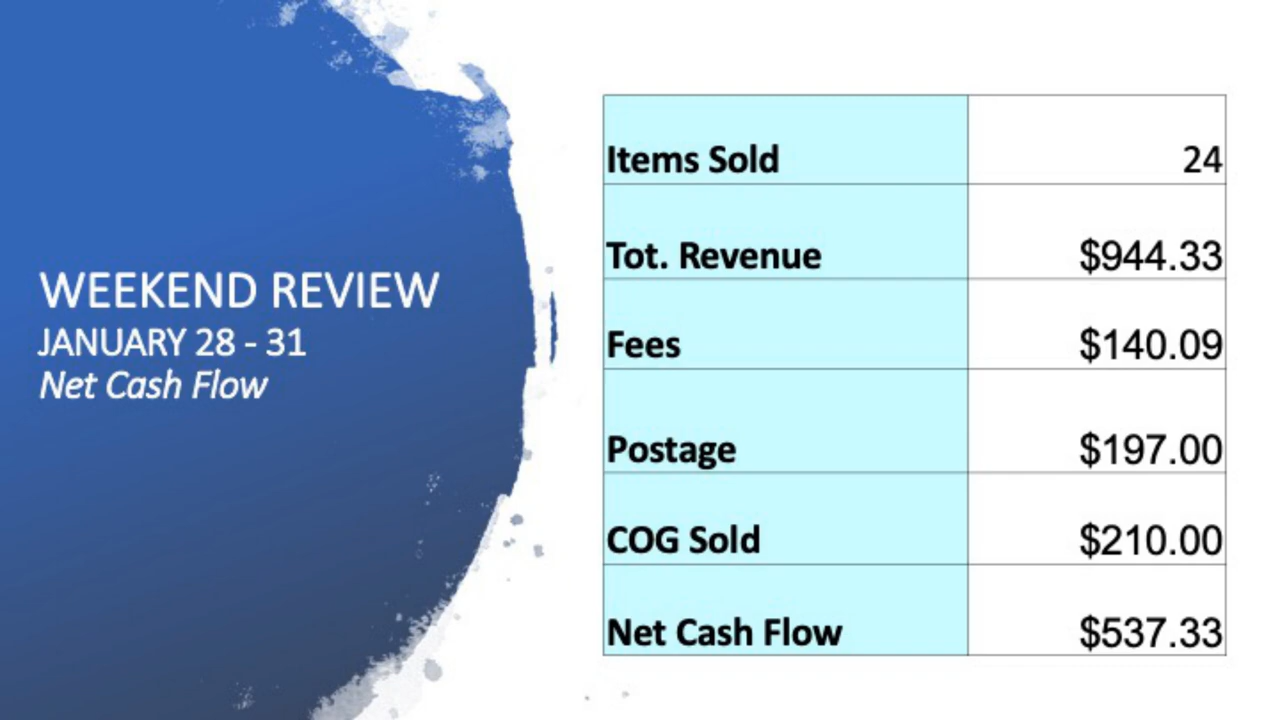 WEEKEND REVIEW
JANUARY 28 - 31
Net Cash Flow
Items Sold 24
Tot. Revenue $944.33
Fees $140.09
Postage $197.00
COG Sold $210.00
Net Cash Flow $537.33